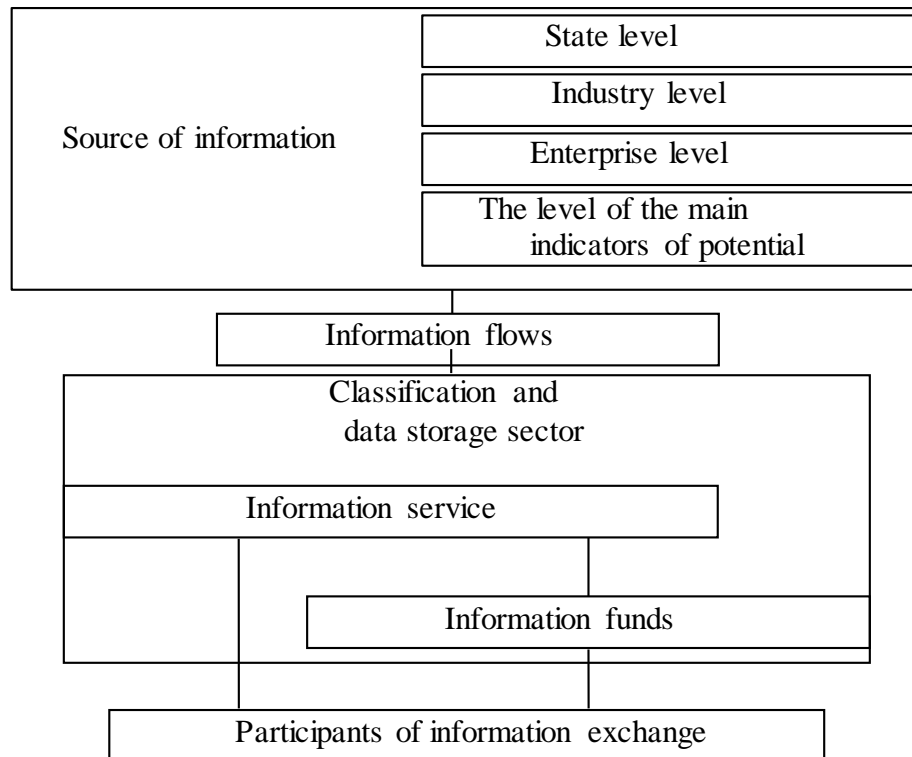 State level
Industry level
Source of information
Enterprise level
The level of the main
indicators of potential
Information flows
Classification and
data storage sector
Information service
Information funds
Participants of information exchange